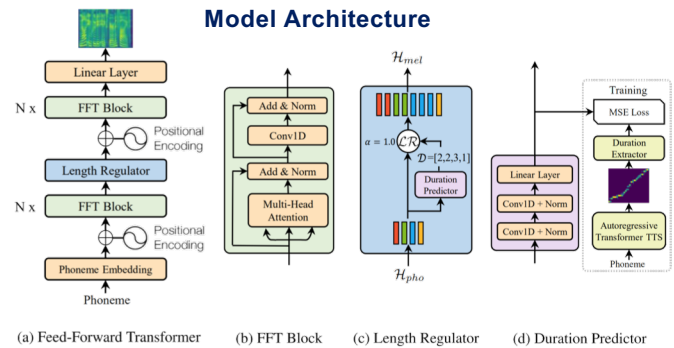 Model Architecture
Linear Layer
N x
FFT Block
Positional
Encoding
Length Regulator
N x
FFT Block
Positional
Encoding
Phoneme Embedding
Phoneme
(a) Feed-Forward Transformer
Add & Norm
Conv1D
Add & Norm
Multi-Head
Attention
(b) FFT Block
ℋmel
α = 1.0
ℒℛ
𝒟=[2,2,3,1]
Duration
Predictor
ℋpho
(c) Length Regulator
Linear Layer
Conv1D + Norm
Conv1D + Norm
Training
MSE Loss
Duration
Extractor
Autoregressive
Transformer TTS
Phoneme
(d) Duration Predictor